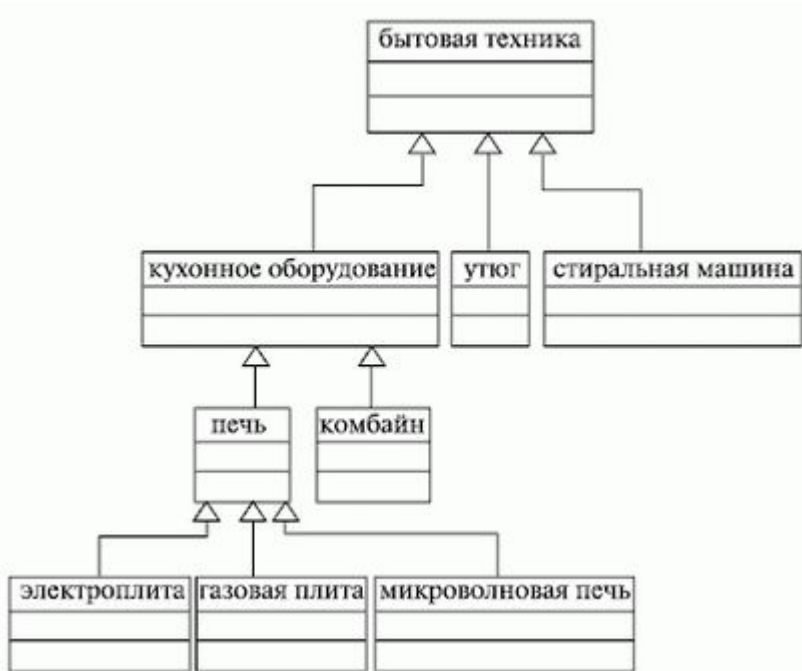 бытовая техника
кухонное оборудование
утюг
стиральная машина
печь
комбайн
электроплита
газовая плита
микроволновая печь